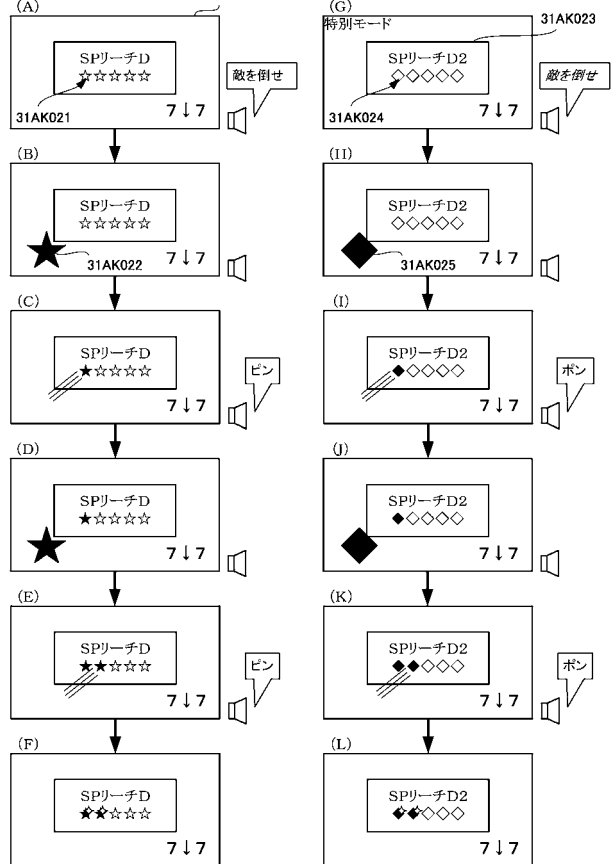 (A)
SPリーチD
☆☆☆☆☆
31AK021
7↓7
敵を倒せ
(B)
SPリーチD
☆☆☆☆☆
★
31AK022
7↓7
(C)
SPリーチD
★☆☆☆☆
7↓7
ピン
(D)
SPリーチD
★☆☆☆☆
★
7↓7
(E)
SPリーチD
★★☆☆☆
7↓7
ピン
(F)
SPリーチD
★★☆☆☆
7↓7
(G)
特別モード
31AK023
SPリーチD2
◇◇◇◇◇
31AK024
7↓7
敵を倒せ
(H)
SPリーチD2
◇◇◇◇◇
◆
31AK025
7↓7
(I)
SPリーチD2
◆◇◇◇◇
7↓7
ポン
(J)
SPリーチD2
◆◇◇◇◇
◆
7↓7
(K)
SPリーチD2
◆◆◇◇◇
7↓7
ポン
(L)
SPリーチD2
◆◆◇◇◇
7↓7